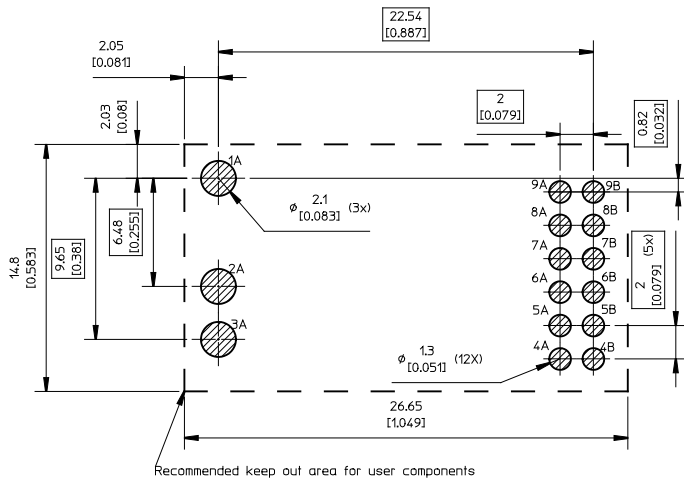 22.54
[0.887]
2.05
[0.081]
2
[0.079]
0.82
[0.032]
2.03
[0.08]
1A
9A 9B
ø 2.1 (3x)
[0.083]
8A 8B
6.48
[0.255]
9.65
[0.38]
14.8
[0.583]
7A 7B
2 (5x)
[0.079]
2A
6A 6B
5A 5B
3A
4A 4B
ø 1.3 (12X)
[0.051]
26.65
[1.049]
Recommended keep out area for user components